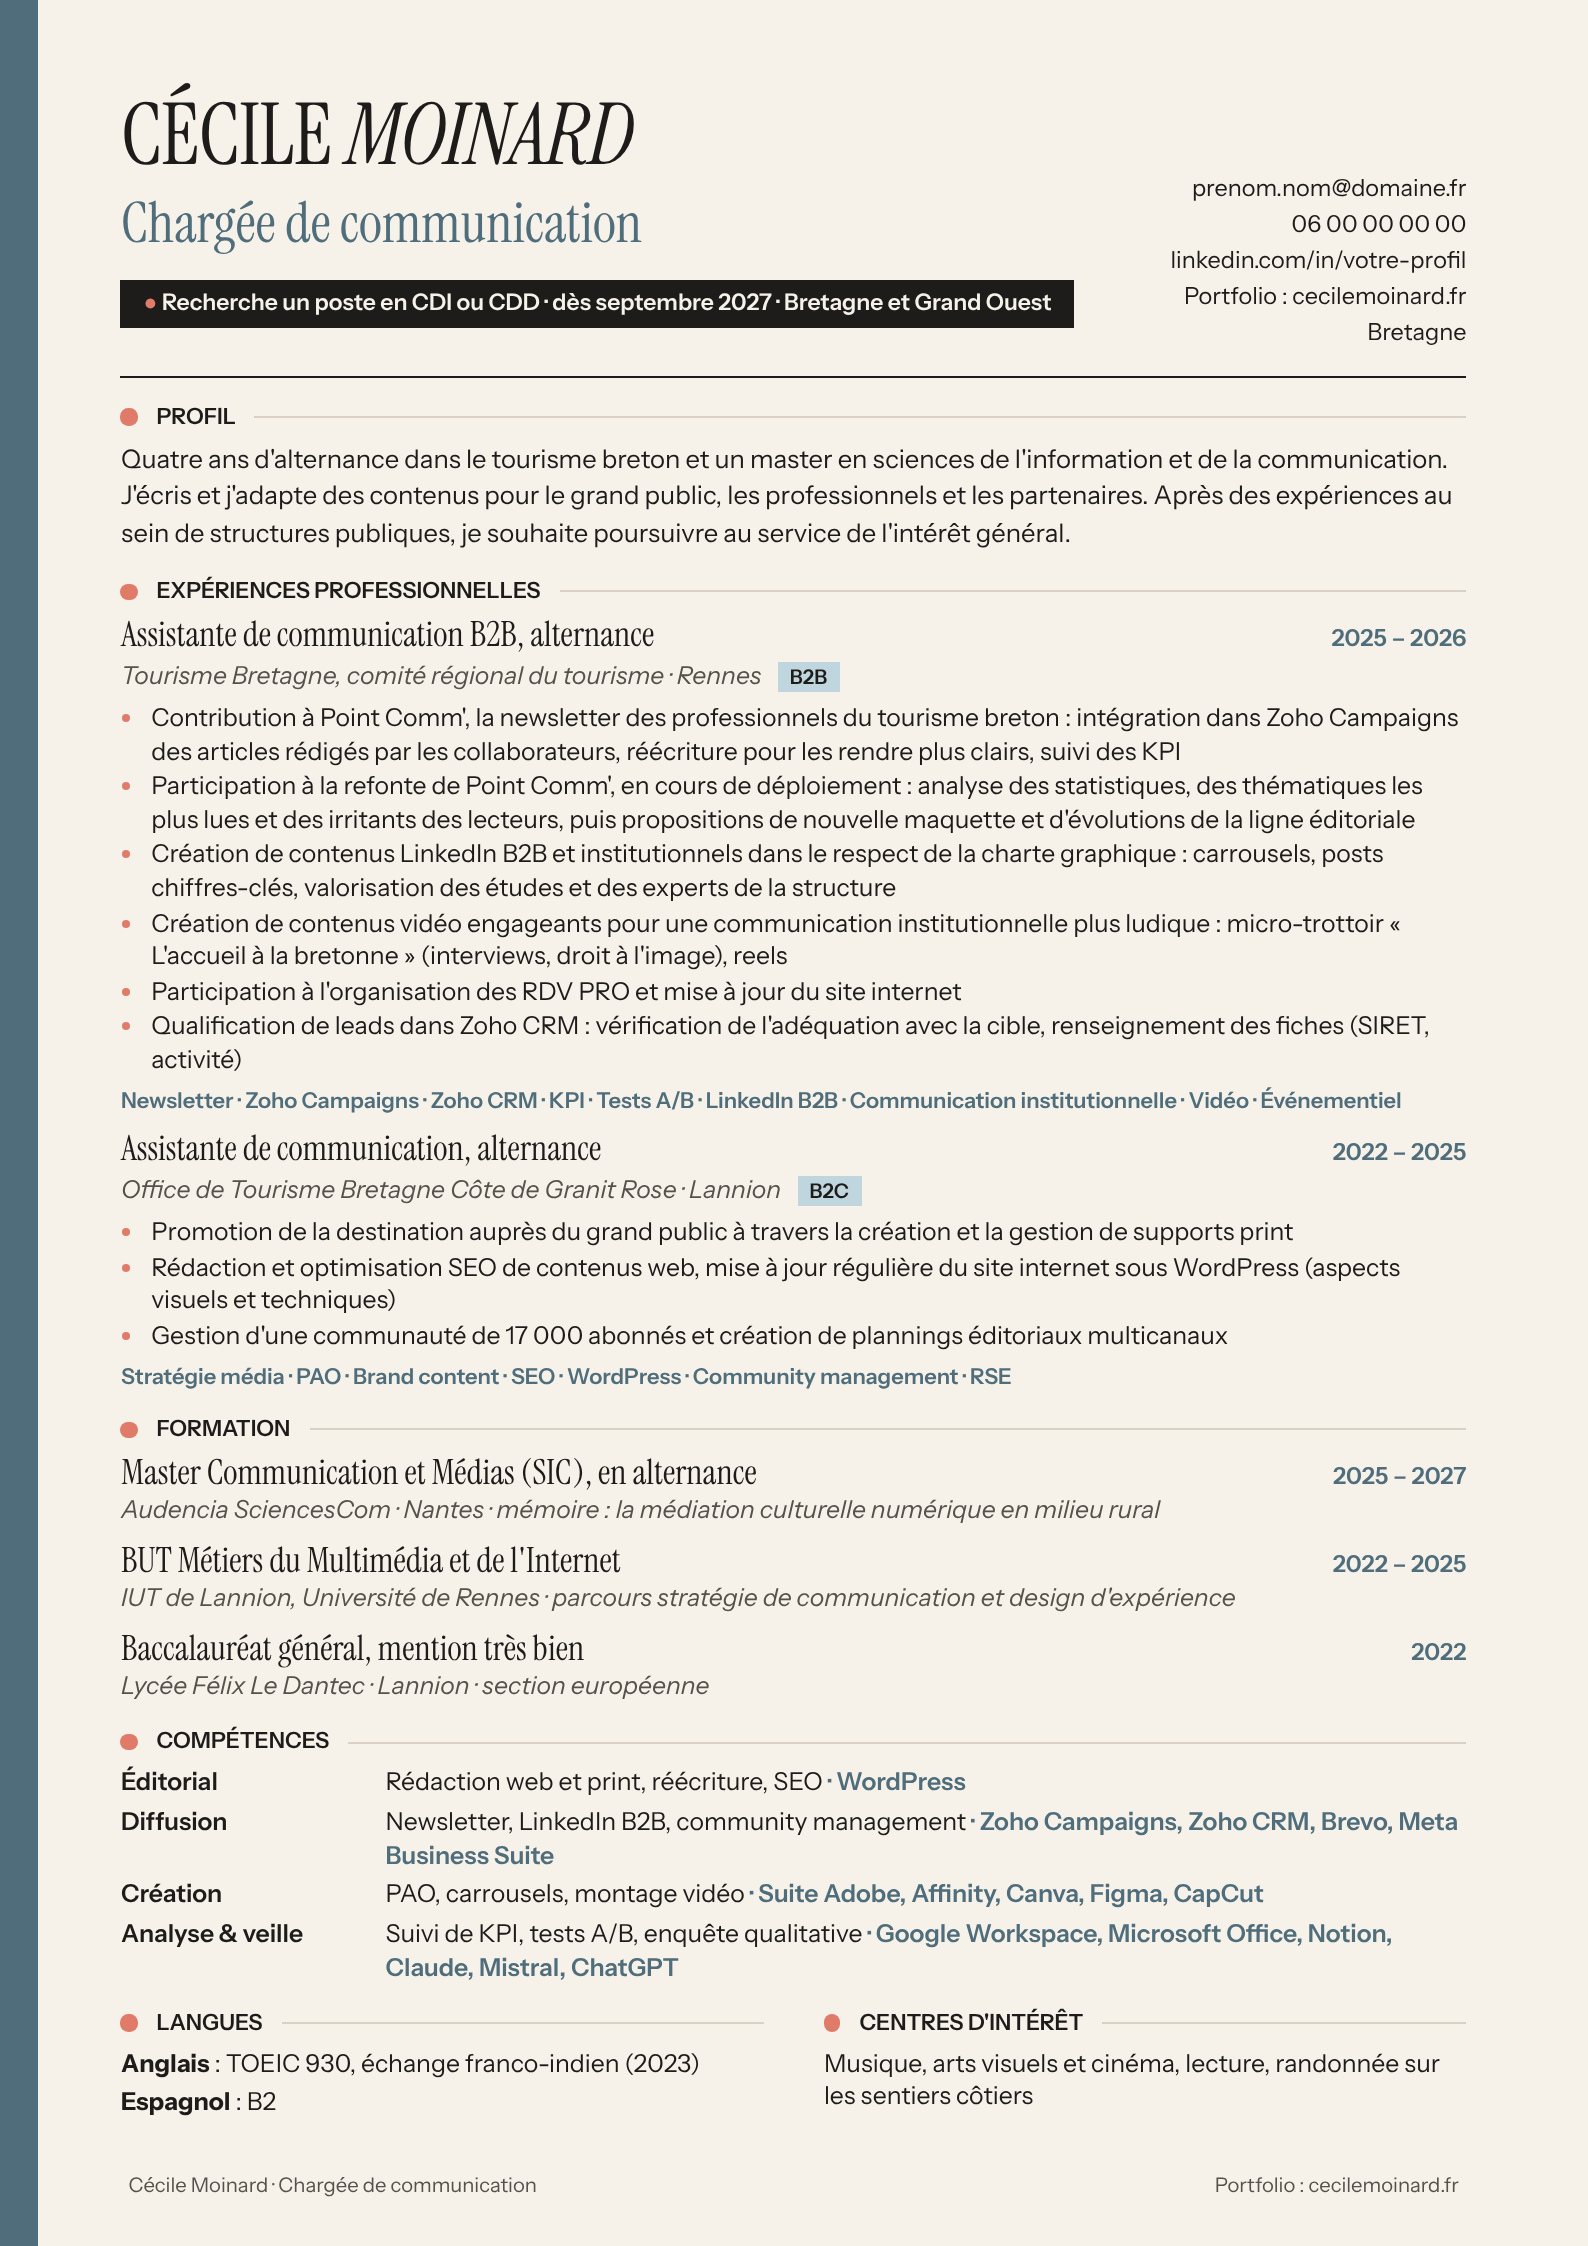 CÉCILE MOINARD
Chargée de communication
Recherche un poste en CDI ou CDD · dès septembre 2027 · Bretagne et Grand Ouest
prenom.nom@domaine.fr
06 00 00 00 00
linkedin.com/in/votre-profil
Portfolio : cecilemoinard.fr
Bretagne
PROFIL
Quatre ans d'alternance dans le tourisme breton et un master en sciences de l'information et de la communication.
J'écris et j'adapte des contenus pour le grand public, les professionnels et les partenaires. Après des expériences au
sein de structures publiques, je souhaite poursuivre au service de l'intérêt général.
EXPÉRIENCES PROFESSIONNELLES
Assistante de communication B2B, alternance 2025 – 2026
Tourisme Bretagne, comité régional du tourisme · Rennes B2B
• Contribution à Point Comm', la newsletter des professionnels du tourisme breton : intégration dans Zoho Campaigns
des articles rédigés par les collaborateurs, réécriture pour les rendre plus clairs, suivi des KPI
• Participation à la refonte de Point Comm', en cours de déploiement : analyse des statistiques, des thématiques les
plus lues et des irritants des lecteurs, puis propositions de nouvelle maquette et d'évolutions de la ligne éditoriale
• Création de contenus LinkedIn B2B et institutionnels dans le respect de la charte graphique : carrousels, posts
chiffres-clés, valorisation des études et des experts de la structure
• Création de contenus vidéo engageants pour une communication institutionnelle plus ludique : micro-trottoir «
L'accueil à la bretonne » (interviews, droit à l'image), reels
• Participation à l'organisation des RDV PRO et mise à jour du site internet
• Qualification de leads dans Zoho CRM : vérification de l'adéquation avec la cible, renseignement des fiches (SIRET,
activité)
Newsletter · Zoho Campaigns · Zoho CRM · KPI · Tests A/B · LinkedIn B2B · Communication institutionnelle · Vidéo · Événementiel
Assistante de communication, alternance 2022 – 2025
Office de Tourisme Bretagne Côte de Granit Rose · Lannion B2C
• Promotion de la destination auprès du grand public à travers la création et la gestion de supports print
• Rédaction et optimisation SEO de contenus web, mise à jour régulière du site internet sous WordPress (aspects
visuels et techniques)
• Gestion d'une communauté de 17 000 abonnés et création de plannings éditoriaux multicanaux
Stratégie média · PAO · Brand content · SEO · WordPress · Community management · RSE
FORMATION
Master Communication et Médias (SIC), en alternance 2025 – 2027
Audencia SciencesCom · Nantes · mémoire : la médiation culturelle numérique en milieu rural
BUT Métiers du Multimédia et de l'Internet 2022 – 2025
IUT de Lannion, Université de Rennes · parcours stratégie de communication et design d'expérience
Baccalauréat général, mention très bien 2022
Lycée Félix Le Dantec · Lannion · section européenne
COMPÉTENCES
Éditorial Rédaction web et print, réécriture, SEO · WordPress
Diffusion Newsletter, LinkedIn B2B, community management · Zoho Campaigns, Zoho CRM, Brevo, Meta
Business Suite
Création PAO, carrousels, montage vidéo · Suite Adobe, Affinity, Canva, Figma, CapCut
Analyse & veille Suivi de KPI, tests A/B, enquête qualitative · Google Workspace, Microsoft Office, Notion,
Claude, Mistral, ChatGPT
LANGUES
Anglais : TOEIC 930, échange franco-indien (2023)
Espagnol : B2
CENTRES D'INTÉRÊT
Musique, arts visuels et cinéma, lecture, randonnée sur
les sentiers côtiers
Cécile Moinard · Chargée de communication Portfolio : cecilemoinard.fr